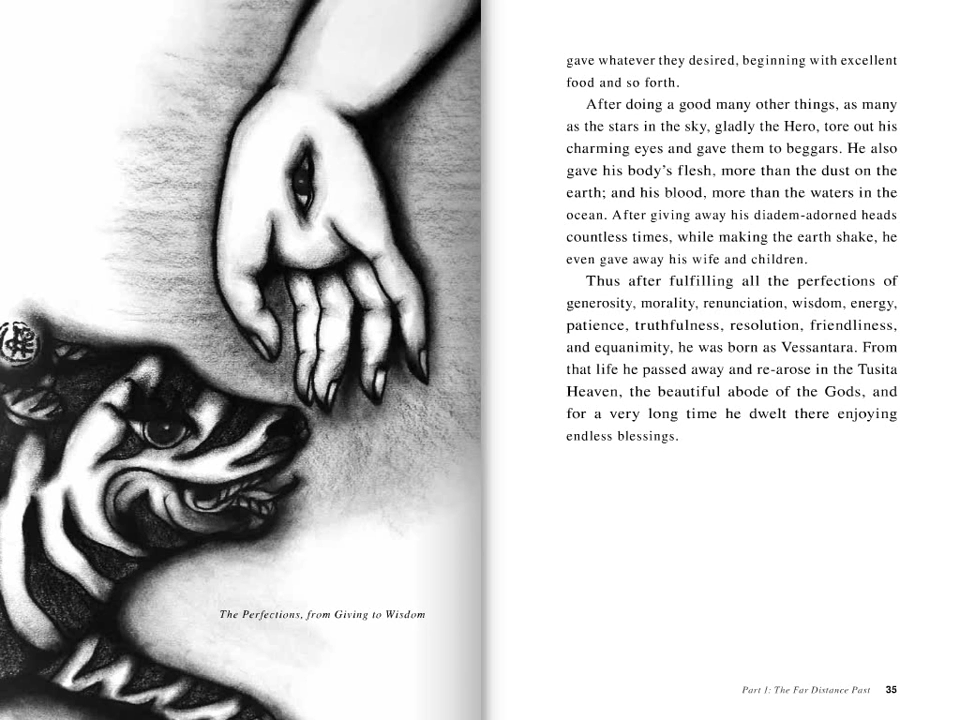 The Perfections, from Giving to Wisdom
gave whatever they desired, beginning with excellent
food and so forth.
After doing a good many other things, as many
as the stars in the sky, gladly the Hero, tore out his
charming eyes and gave them to beggars. He also
gave his body's flesh, more than the dust on the
earth; and his blood, more than the waters in the
ocean. After giving away his diadem-adorned heads
countless times, while making the earth shake, he
even gave away his wife and children.
Thus after fulfilling all the perfections of
generosity, morality, renunciation, wisdom, energy,
patience, truthfulness, resolution, friendliness,
and equanimity, he was born as Vessantara. From
that life he passed away and re-arose in the Tusita
Heaven, the beautiful abode of the Gods, and
for a very long time he dwelt there enjoying
endless blessings.
Part 1: The Far Distance Past 35